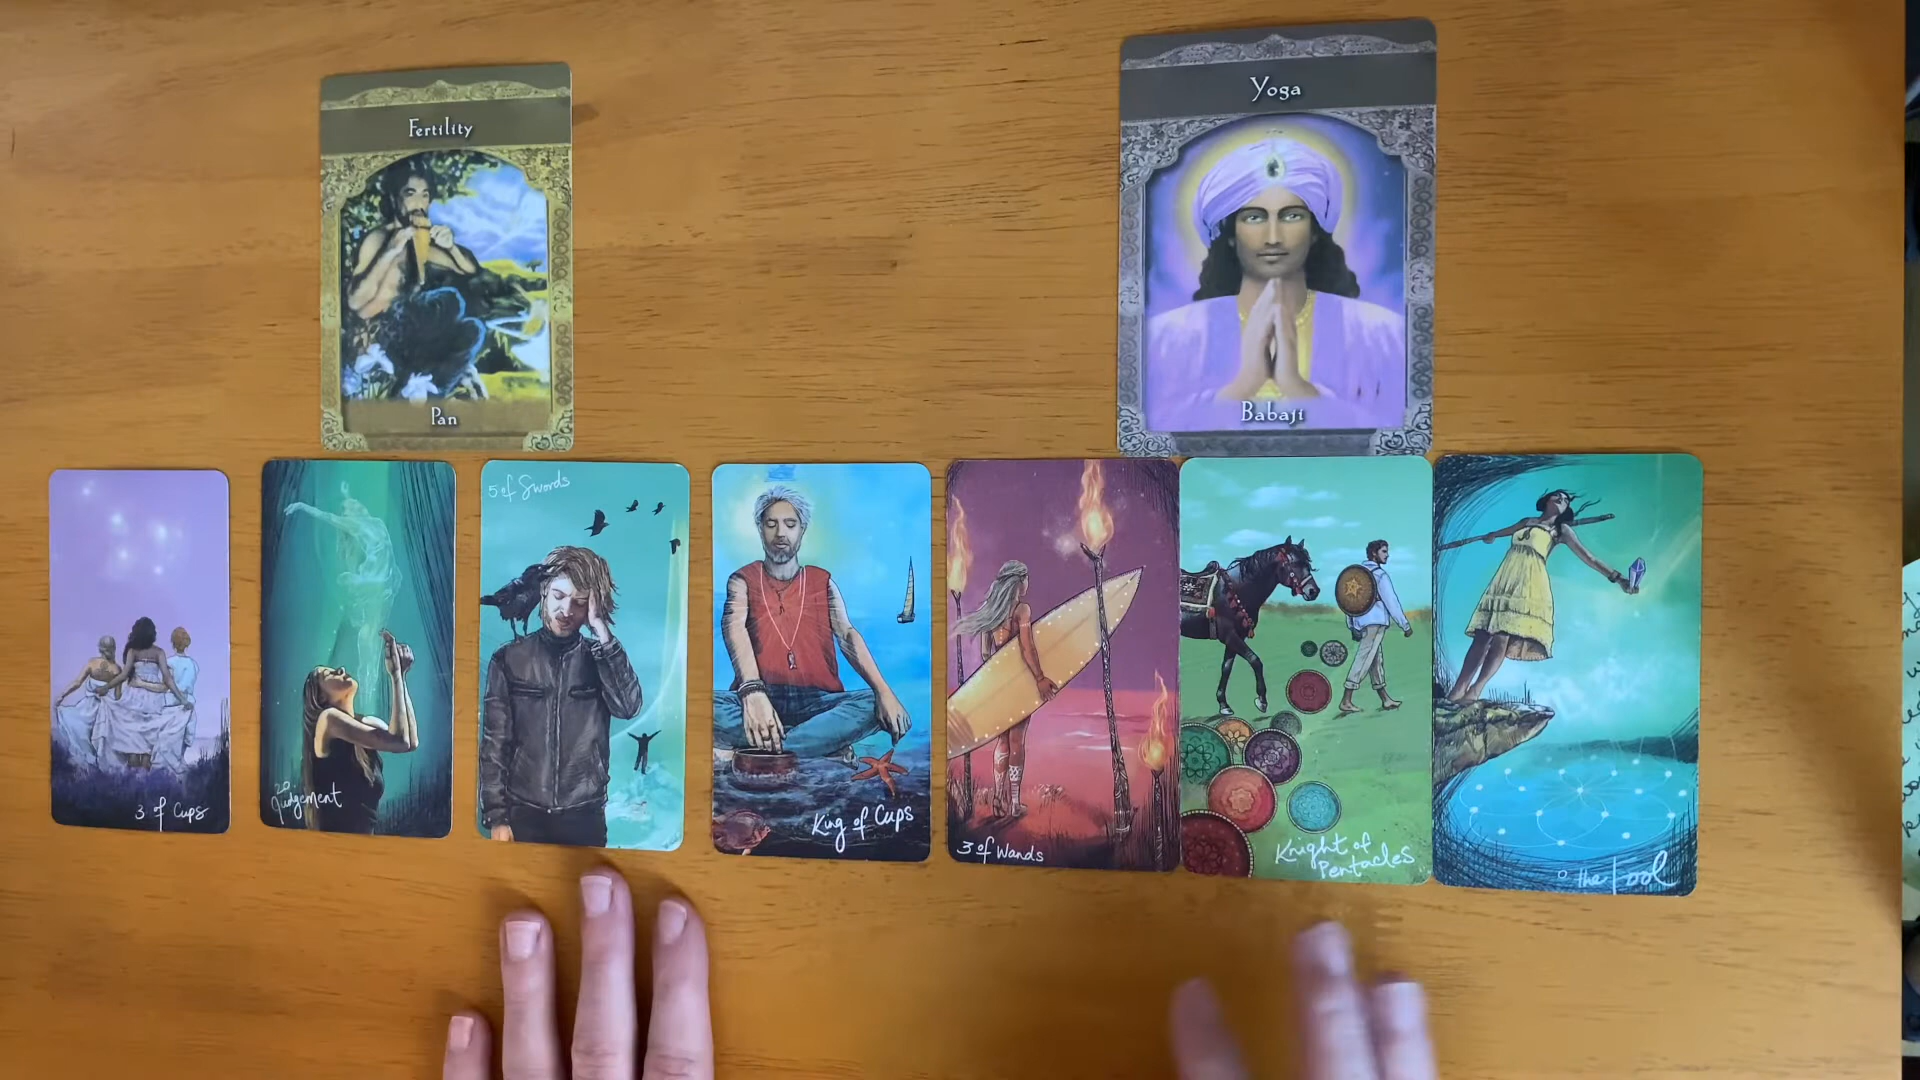 Fertility
Pan
Yoga
Babaji
3 of Cups
20
Judgement
5 of Swords
King of Cups
3 of Wands
Knight of
Pentacles
0 the Fool